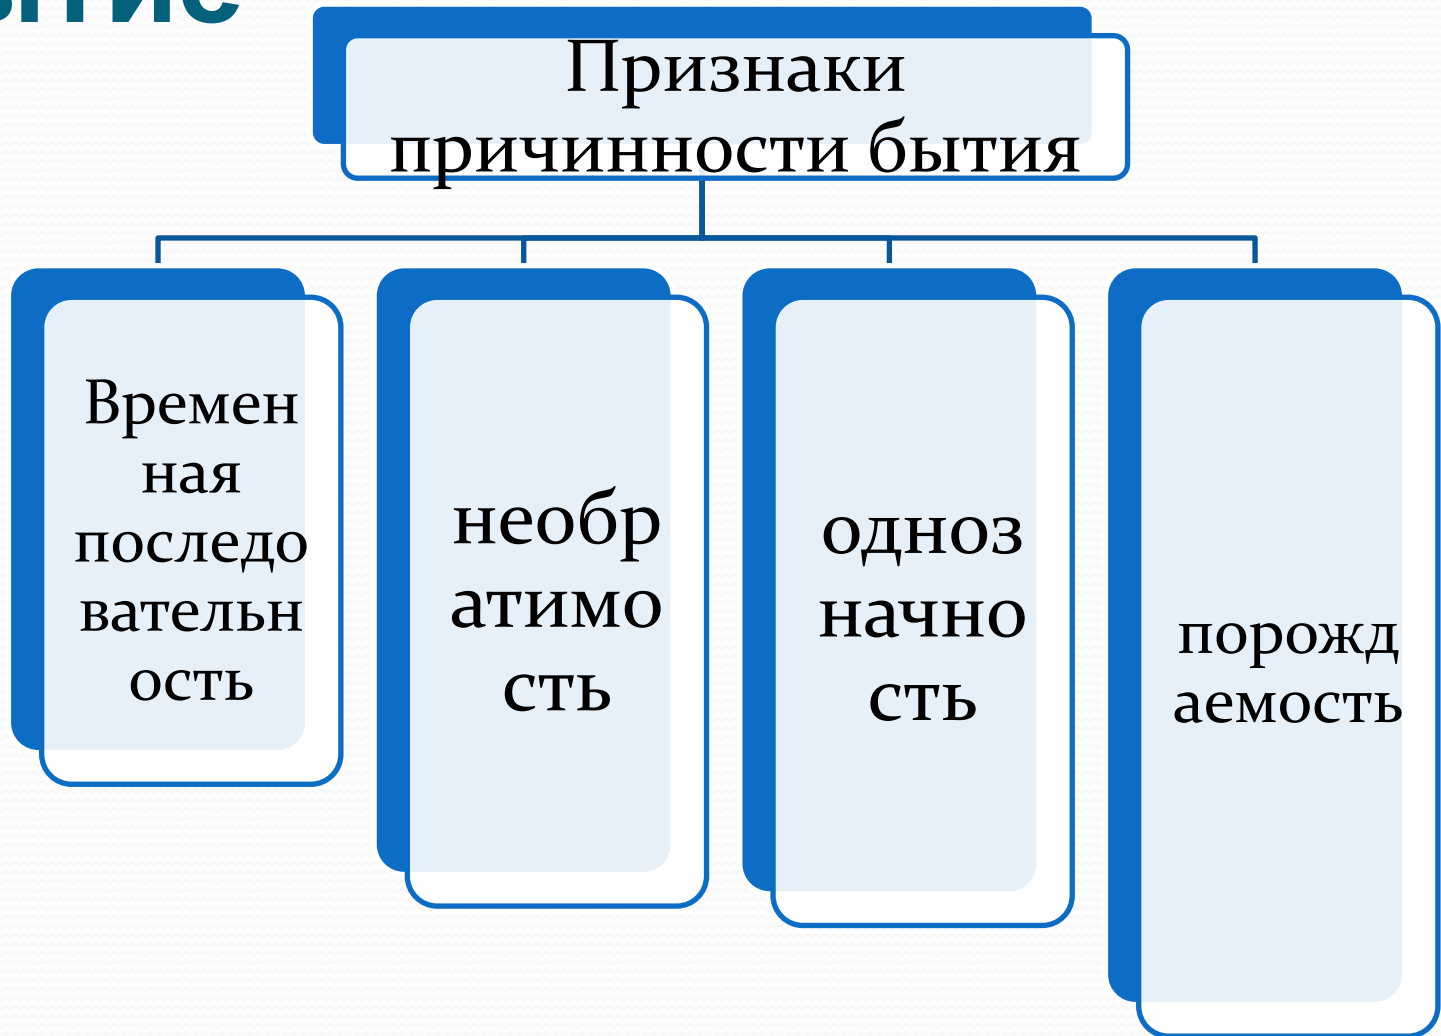 Признаки
причинности бытия
Времен
ная
последо
вательн
ость
необр
атимо
сть
одноз
начно
сть
порожд
аемость